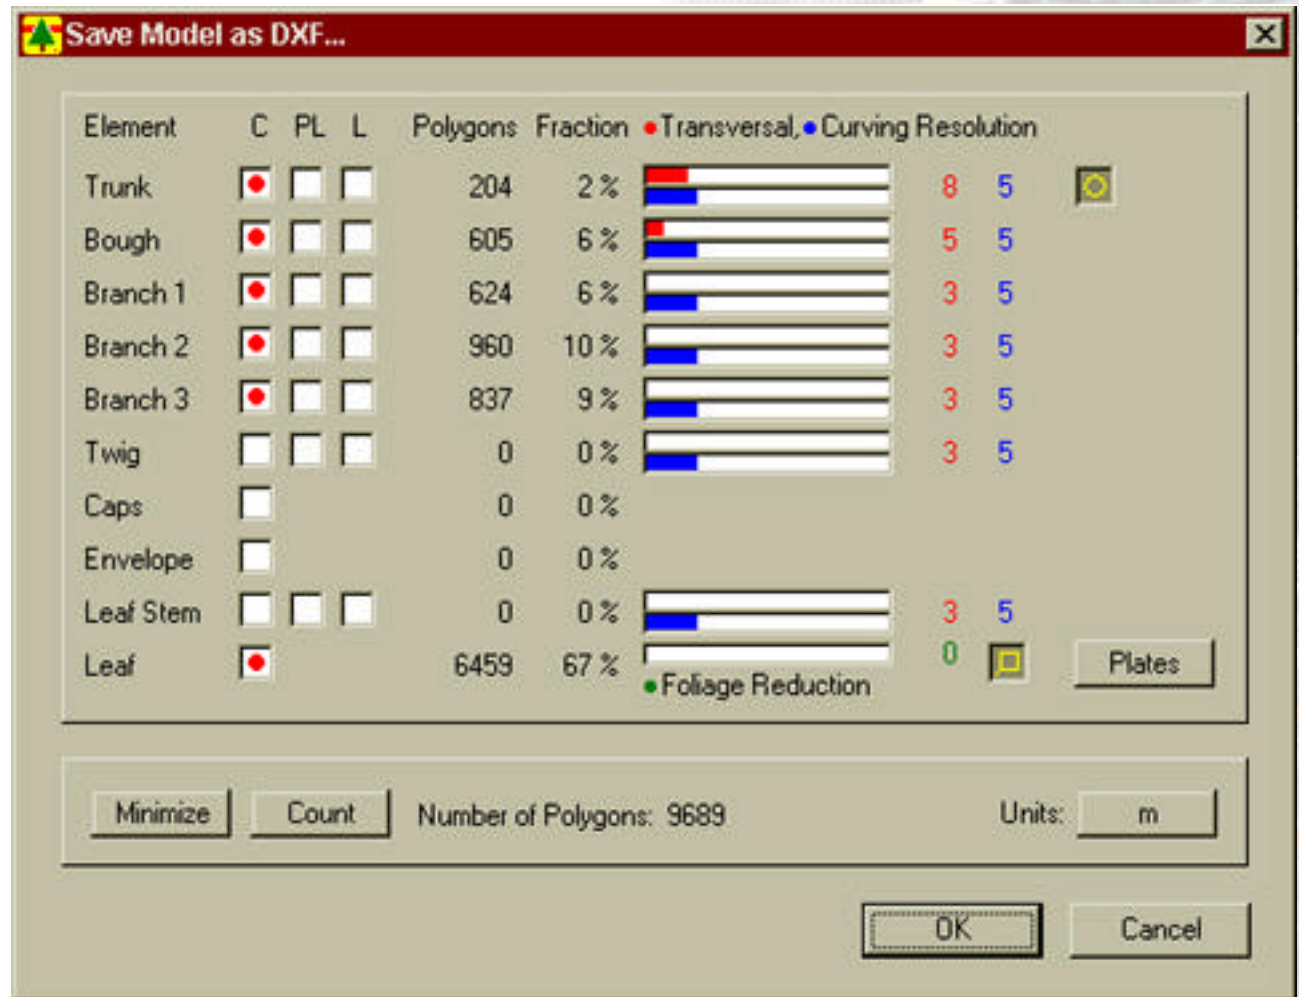 Save Model as DXF...
Element C PL L Polygons Fraction Transversal, Curving Resolution
Trunk 204 2 % 8 5
Bough 605 6 % 5 5
Branch 1 624 6 % 3 5
Branch 2 960 10 % 3 5
Branch 3 837 9 % 3 5
Twig 0 0 % 3 5
Caps 0 0 %
Envelope 0 0 %
Leaf Stem 0 0 % 3 5
Leaf 6459 67 % 0 Plates
Foliage Reduction
Minimize Count Number of Polygons: 9689 Units: m
OK Cancel